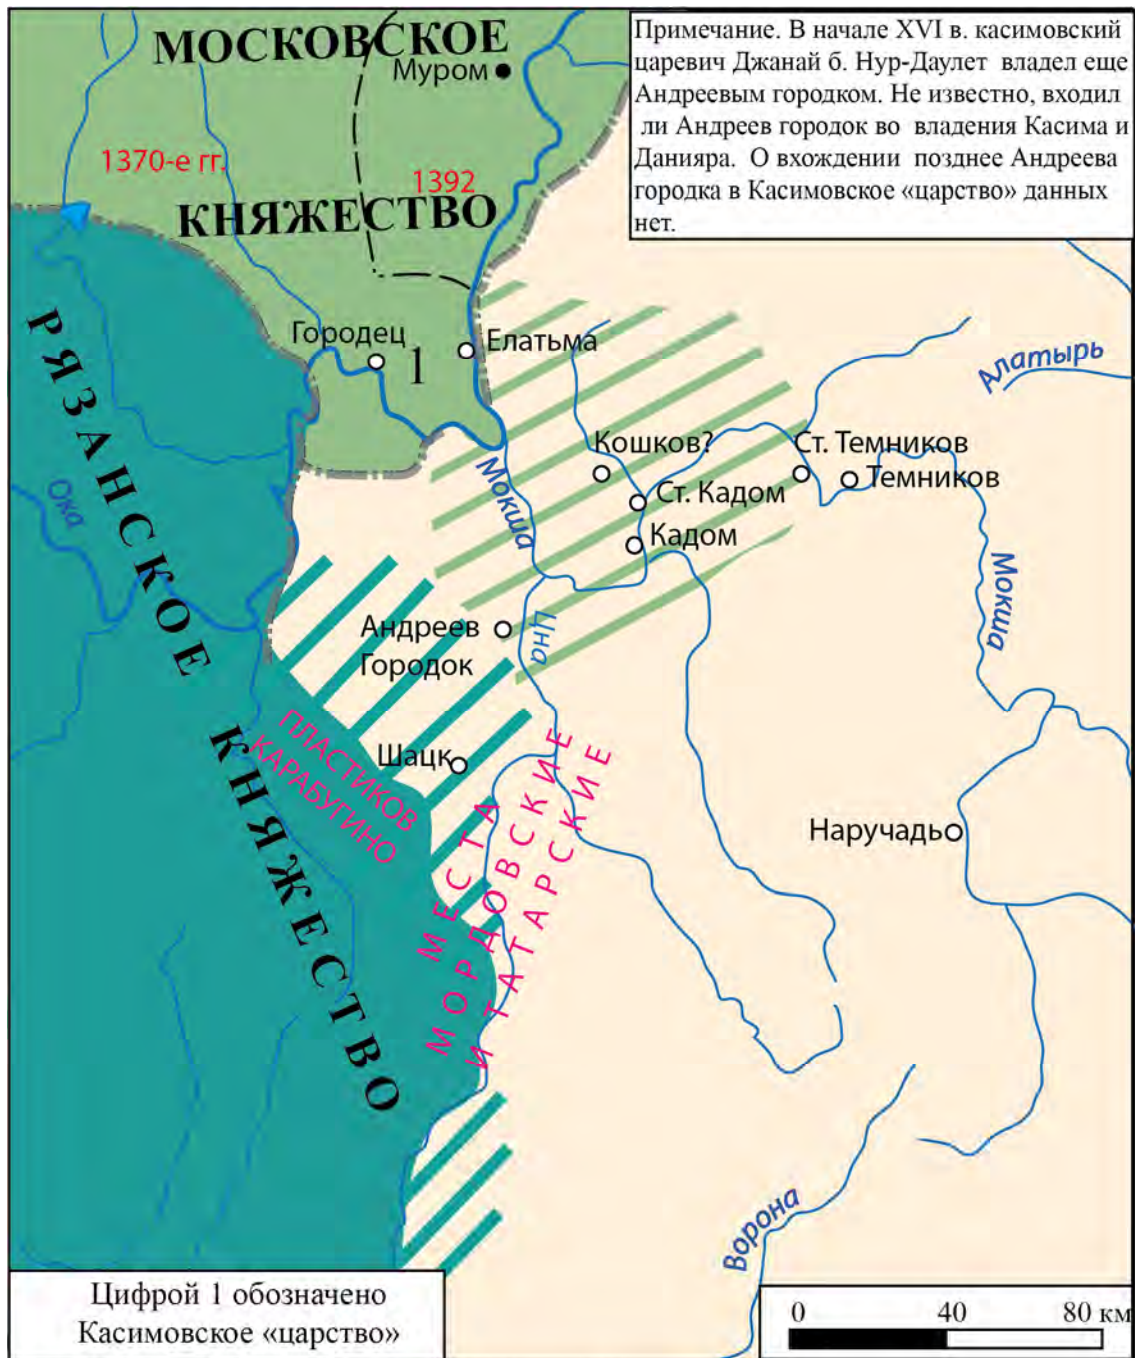 МОСКОВСКОЕ
Муром
Примечание. В начале XVI в. касимовский
царевич Джанай б. Нур-Даулет владел еще
Андреевым городком. Не известно, входил
ли Андреев городок во владения Касима и
Данияра. О вхождении позднее Андреева
городка в Касимовское «царство» данных
нет.
1370-е гг.
1392
КНЯЖЕСТВО
Городец
1
Елатьма
Алатырь
РЯЗАНСКОЕ
Кошков?
Ст. Темников
Темников
Мокша
Ст. Кадом
Ока
Кадом
Мокша
Андреев
Городок
Цна
ПЛАСТИКОВ
КАРАБУГИНО
Шацк
КНЯЖЕСТВО
МЕСТА
МОРДОВСКИЕ
И ТАТАРСКИЕ
Наручадь
Ворона
Цифрой 1 обозначено
Касимовское «царство»
0 40 80 км